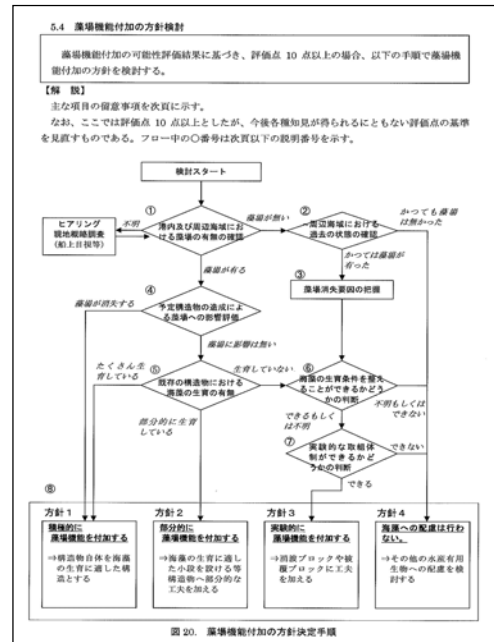 5.4 藻場機能付加の方針検討
藻場機能付加の可能性評価結果に基づき、評価点 10 点以上の場合、以下の手順で藻場機
能付加の方針を検討する。
【解 説】
主な項目の留意事項を次頁に示す。
なお、ここでは評価点 10 点以上としたが、今後各種知見が得られるにともない評価点の基準
を見直すものである。フロー中の○番号は次頁以下の説明番号を示す。
検討スタート
①
港内及び周辺海域にお
ける藻場の有無の確認
不明
ヒアリング
現地概略調査
(船上目視等)
藻場が無い
②
周辺海域における
過去の状態の確認
かつても藻場
は無かった
かつては藻場が
有った
③
藻場消失要因の把握
藻場が有る
④
予定構造物の造成によ
る藻場への影響評価
藻場が消失する
藻場に影響は無い
⑤
既存の構造物における
海藻の生育の有無
たくさん生
育している
生育していない
部分的に生育
している
⑥
海藻の生育条件を整え
ることができるかどう
かの判断
不明もしくは
できない
できるもしく
は不明
⑦
実験的な取組体
制ができるかど
うかの判断
できない
できる
⑧
方針1
積極的に
藻場機能を付加する
⇒構造物自体を海藻
の生育に適した構
造とする
方針2
部分的に
藻場機能を付加する
⇒海藻の生育に適し
た小段を設ける等
構造物へ部分的な
工夫を加える
方針3
実験的に
藻場機能を付加する
⇒消波ブロックや被
覆ブロックに工夫
を加える
方針4
海藻への配慮は行わ
ない。
⇒その他の水産有用
生物への配慮を検
討する
図 20. 藻場機能付加の方針決定手順